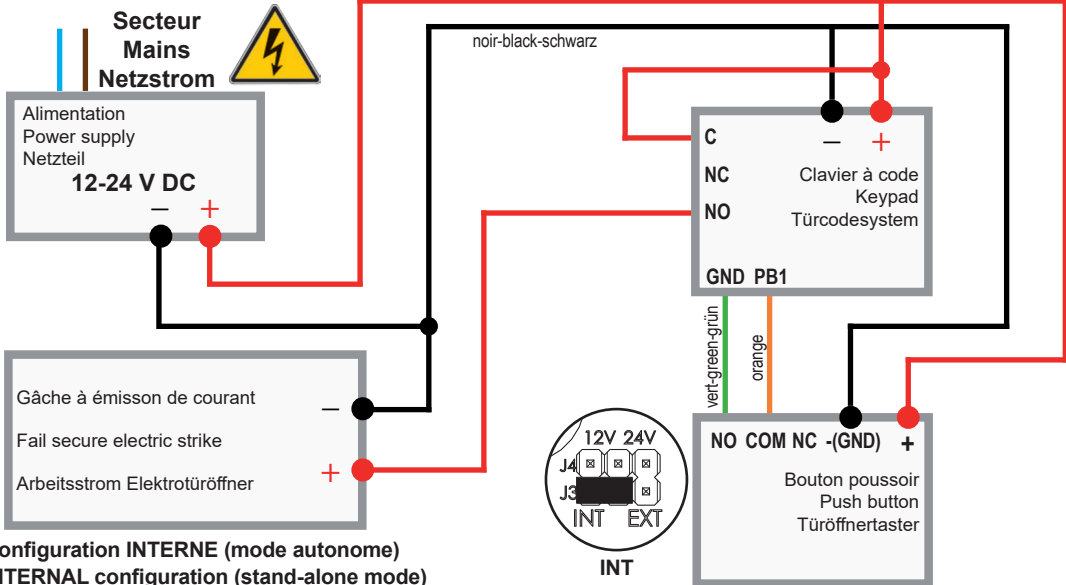 Secteur
Mains
Netzstrom
noir-black-schwarz
Alimentation
Power supply
Netzteil
12-24 V DC
– +
C
NC
NO
– +
Clavier à code
Keypad
Türcodesystem
GND PB1
vert-green-grün
orange
Gâche à émisson de courant
Fail secure electric strike
Arbeitsstrom Elektrotüröffner
–
+
12V 24V
J4
J3
INT EXT
INT
NO COM NC -(GND) +
Bouton poussoir
Push button
Türöffnertaster
onfiguration INTERNE (mode autonome)
NTERNAL configuration (stand-alone mode)